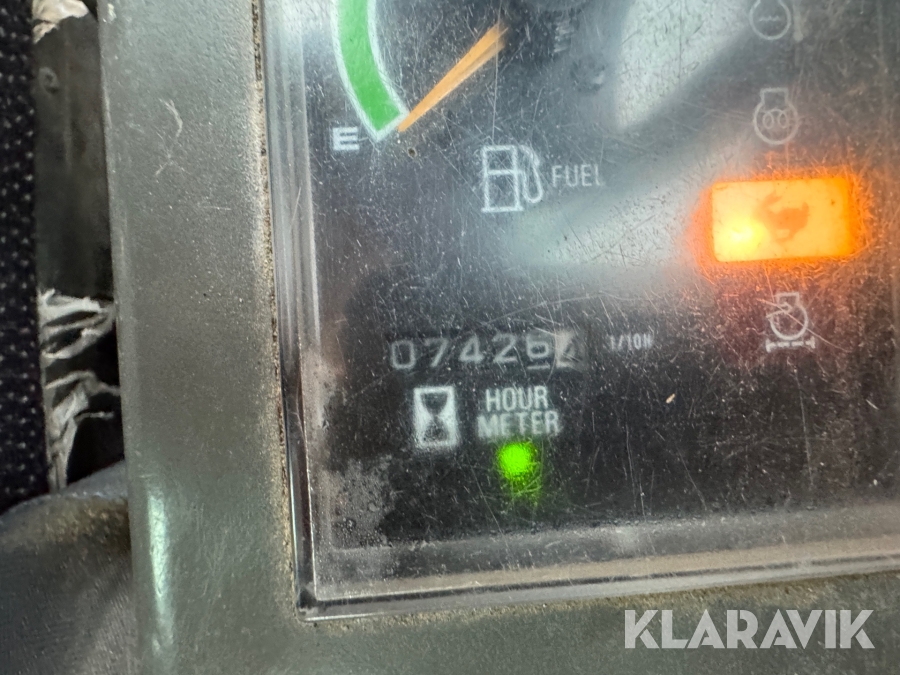 E
FUEL
07426
1/10H
HOUR
METER
KLARAVIK